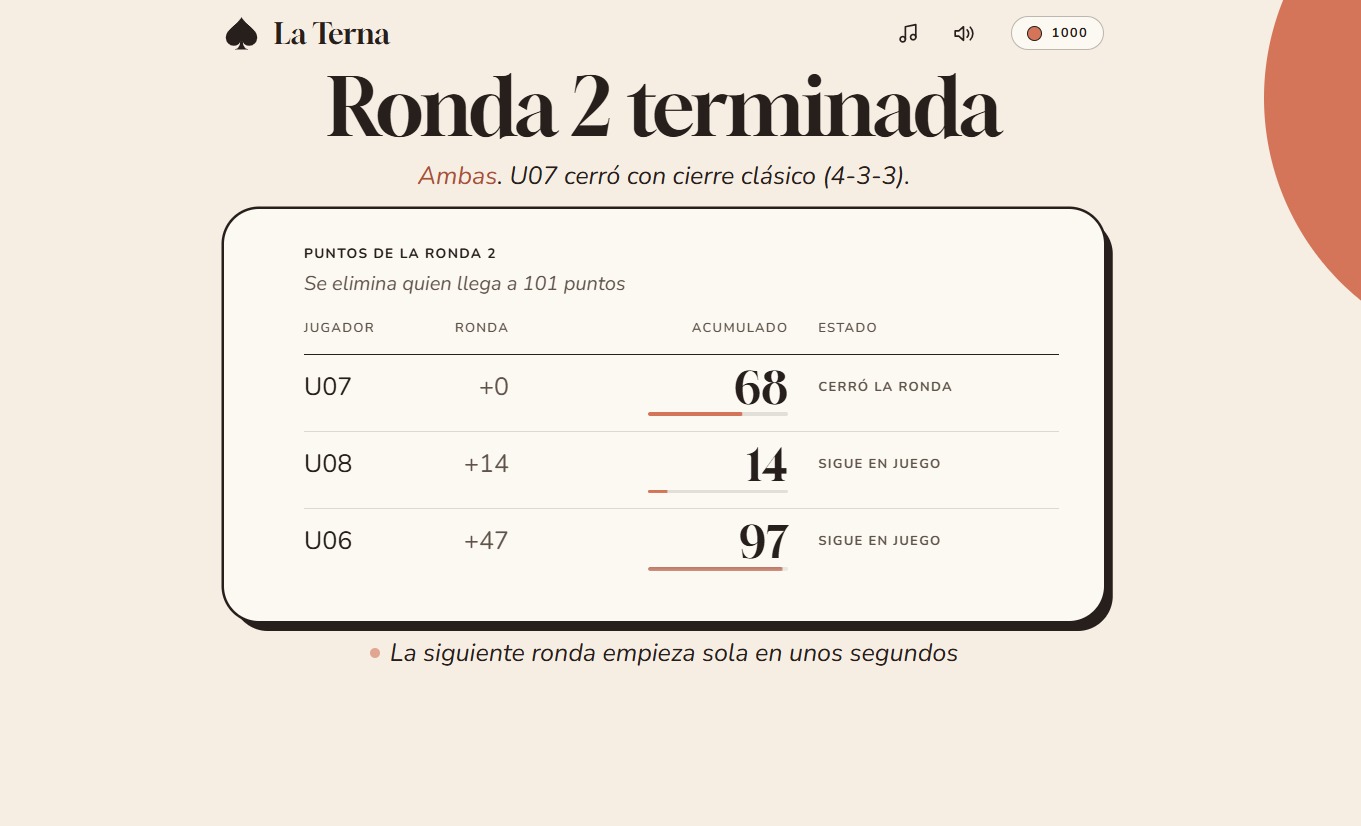 La Terna
1000
Ronda 2 terminada
Ambas. U07 cerró con cierre clásico (4-3-3).
PUNTOS DE LA RONDA 2
Se elimina quien llega a 101 puntos
JUGADOR RONDA ACUMULADO ESTADO
U07 +0 68 CERRÓ LA RONDA
U08 +14 14 SIGUE EN JUEGO
U06 +47 97 SIGUE EN JUEGO
La siguiente ronda empieza sola en unos segundos